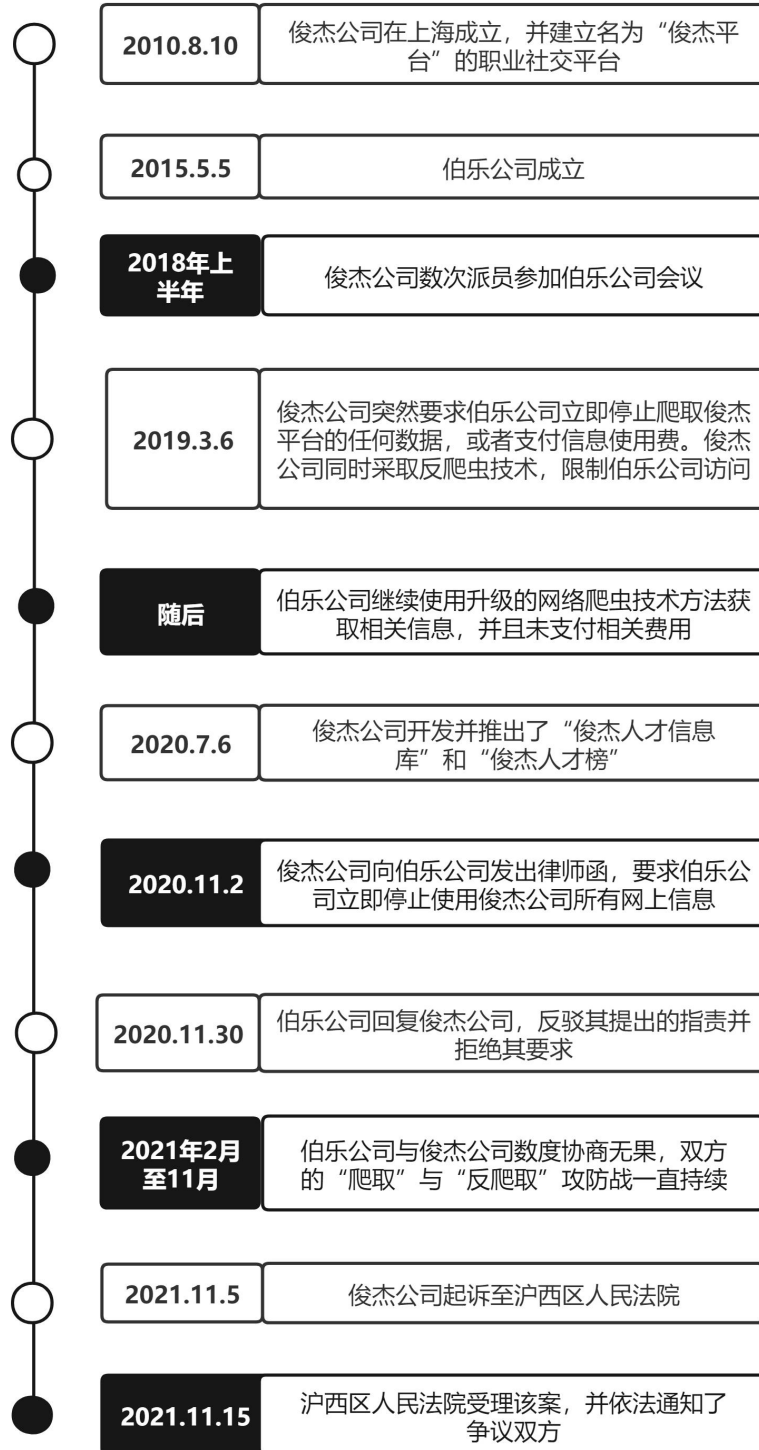 2010.8.10
俊杰公司在上海成立，并建立名为“俊杰平
台”的职业社交平台
2015.5.5
伯乐公司成立
2018年上
半年
俊杰公司数次派员参加伯乐公司会议
2019.3.6
俊杰公司突然要求伯乐公司立即停止爬取俊杰
平台的任何数据，或者支付信息使用费。俊杰
公司同时采取反爬虫技术，限制伯乐公司访问
随后
伯乐公司继续使用升级的网络爬虫技术方法获
取相关信息，并且未支付相关费用
2020.7.6
俊杰公司开发并推出了“俊杰人才信息
库”和“俊杰人才榜”
2020.11.2
俊杰公司向伯乐公司发出律师函，要求伯乐公
司立即停止使用俊杰公司所有网上信息
2020.11.30
伯乐公司回复俊杰公司，反驳其提出的指责并
拒绝其要求
2021年2月
至11月
伯乐公司与俊杰公司数度协商无果，双方
的“爬取”与“反爬取”攻防战一直持续
2021.11.5
俊杰公司起诉至沪西区人民法院
2021.11.15
沪西区人民法院受理该案，并依法通知了
争议双方